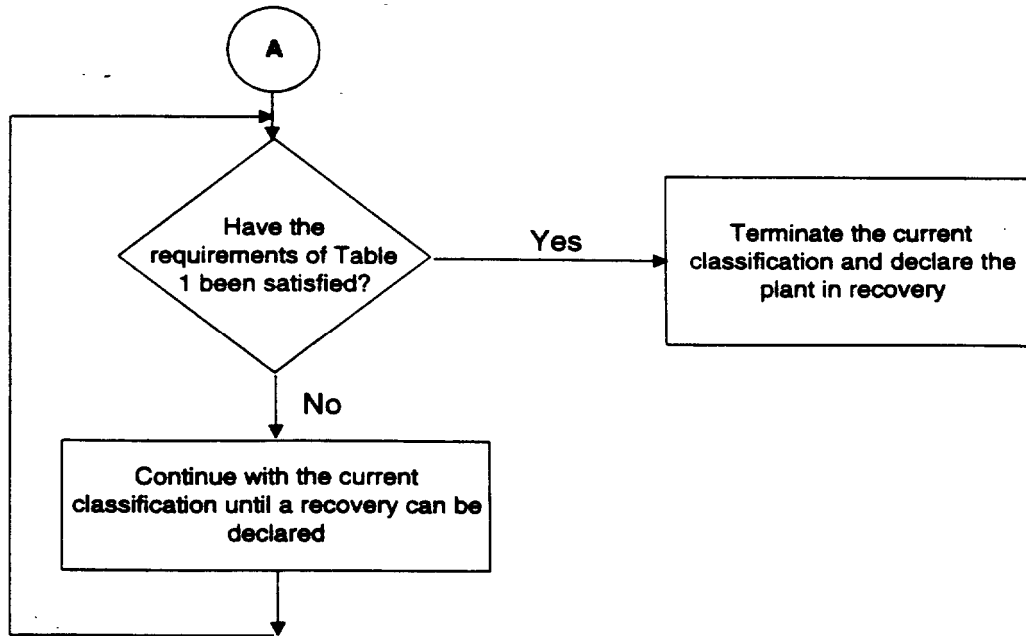 A
Have the
requirements of Table
1 been satisfied?
Yes
Terminate the current
classification and declare the
plant in recovery
No
Continue with the current
classification until a recovery can be
declared